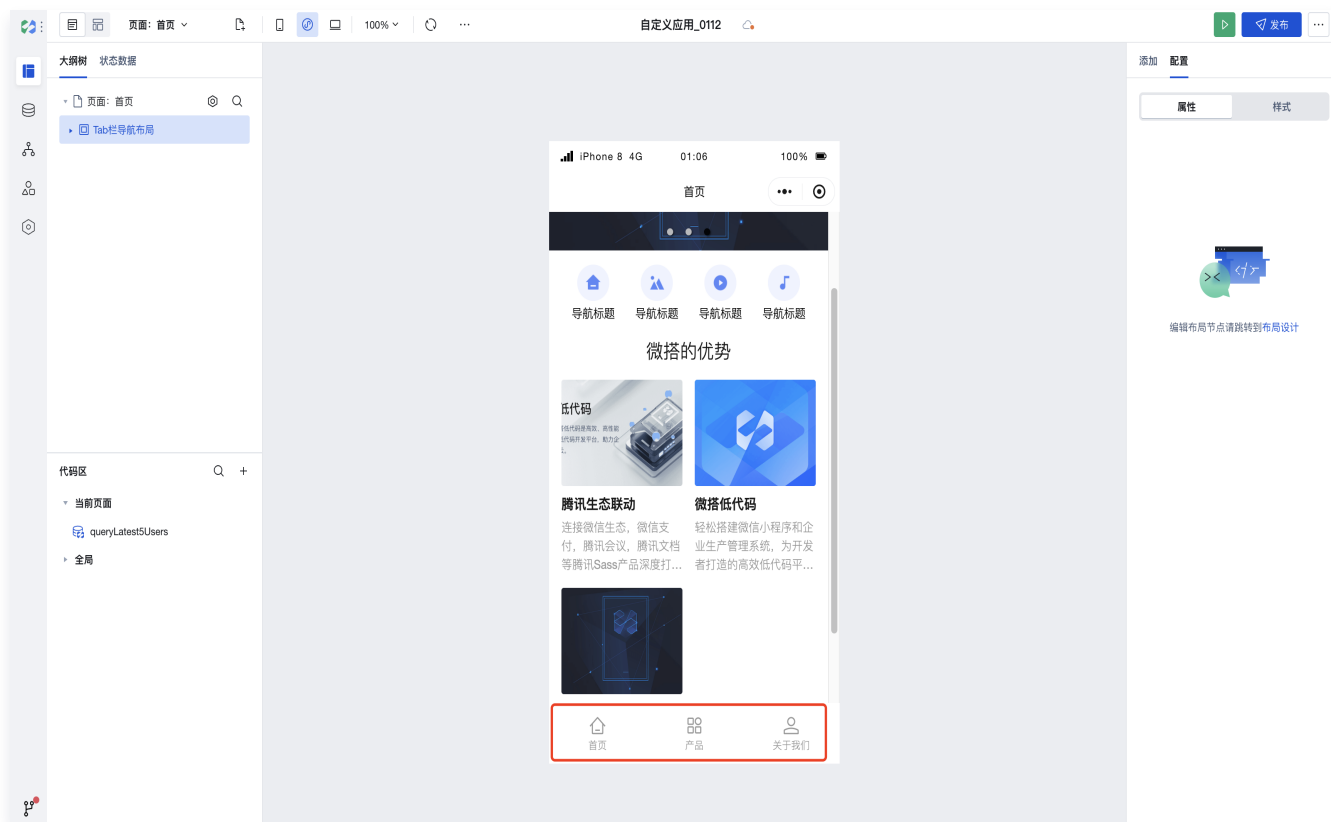 页面：首页
100%
自定义应用_0112
发布
大纲树 状态数据
页面：首页
Tab栏导航布局
代码区
当前页面
queryLatest5Users
全局
iPhone 8 4G 01:06 100%
首页
导航标题 导航标题 导航标题 导航标题
微搭的优势
低代码
腾讯生态联动
连接微信生态，微信支
付，腾讯会议，腾讯文档
等腾讯Sass产品深度打...
微搭低代码
轻松搭建微信小程序和企
业生产管理系统，为开发
者打造的高效低代码平...
首页 产品 关于我们
添加 配置
属性 样式
编辑布局节点请跳转到布局设计